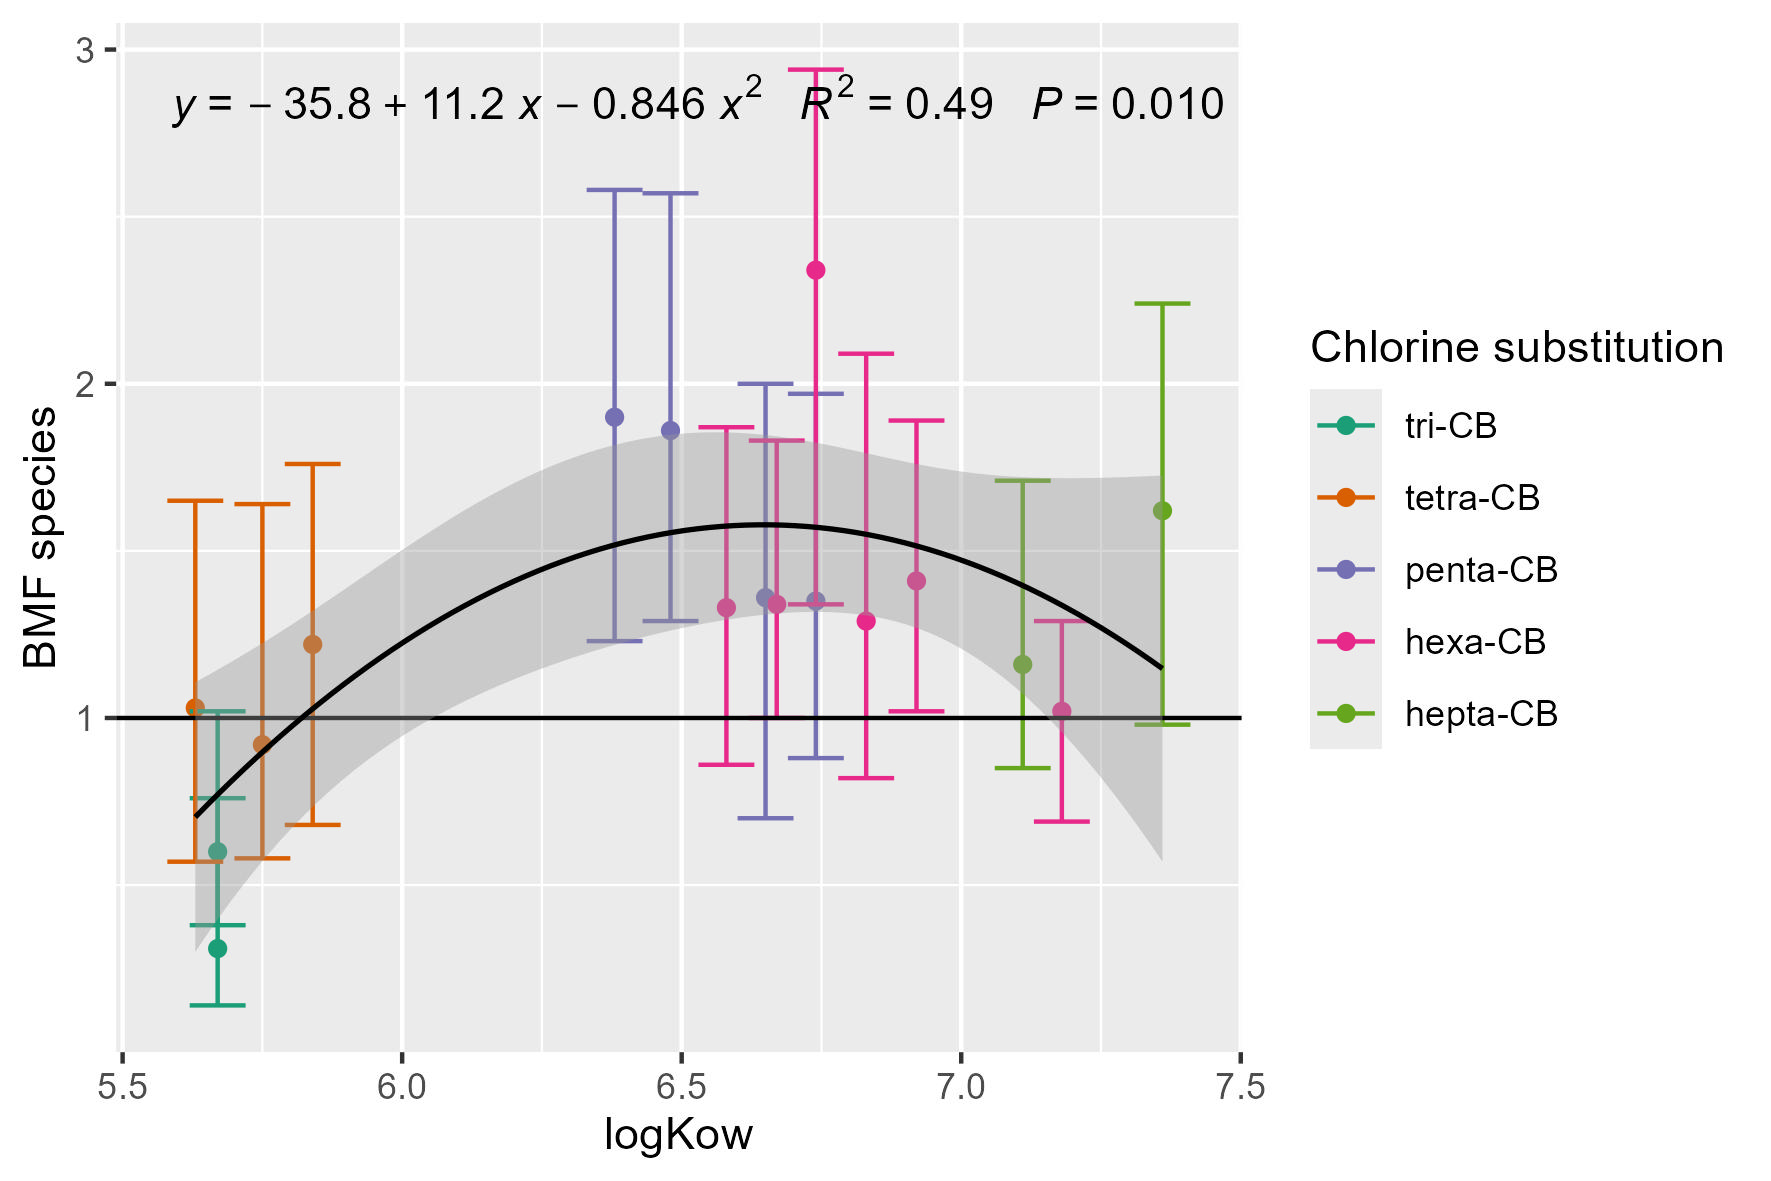 y = − 35.8 + 11.2 x − 0.846 x² R² = 0.49 P = 0.010
3
2
1
BMF species
5.5 6.0 6.5 7.0 7.5
logKow
Chlorine substitution
tri-CB
tetra-CB
penta-CB
hexa-CB
hepta-CB